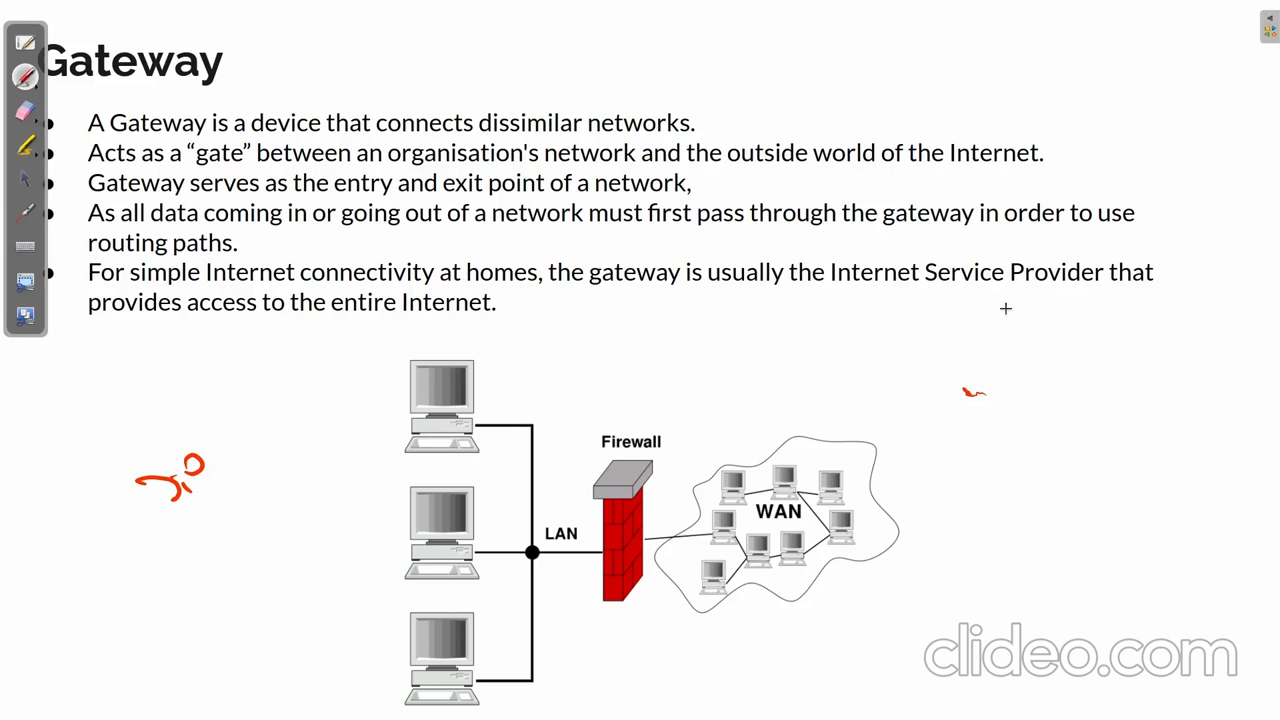 Gateway
A Gateway is a device that connects dissimilar networks.
Acts as a “gate” between an organisation's network and the outside world of the Internet.
Gateway serves as the entry and exit point of a network,
As all data coming in or going out of a network must first pass through the gateway in order to use
routing paths.
For simple Internet connectivity at homes, the gateway is usually the Internet Service Provider that
provides access to the entire Internet.
Firewall
WAN
LAN
clideo.com